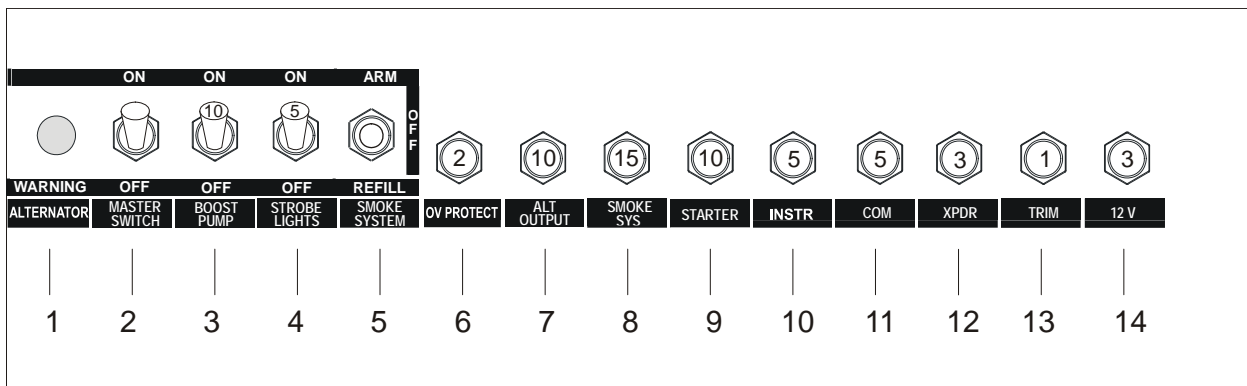 ON ON ON ARM
10 5
OFF
2 10 15 10 5 5 3 1 3
WARNING OFF OFF OFF REFILL
ALTERNATOR MASTER SWITCH BOOST PUMP STROBE LIGHTS SMOKE SYSTEM OV PROTECT ALT OUTPUT SMOKE SYS STARTER INSTR COM XPDR TRIM 12 V
1 2 3 4 5 6 7 8 9 10 11 12 13 14